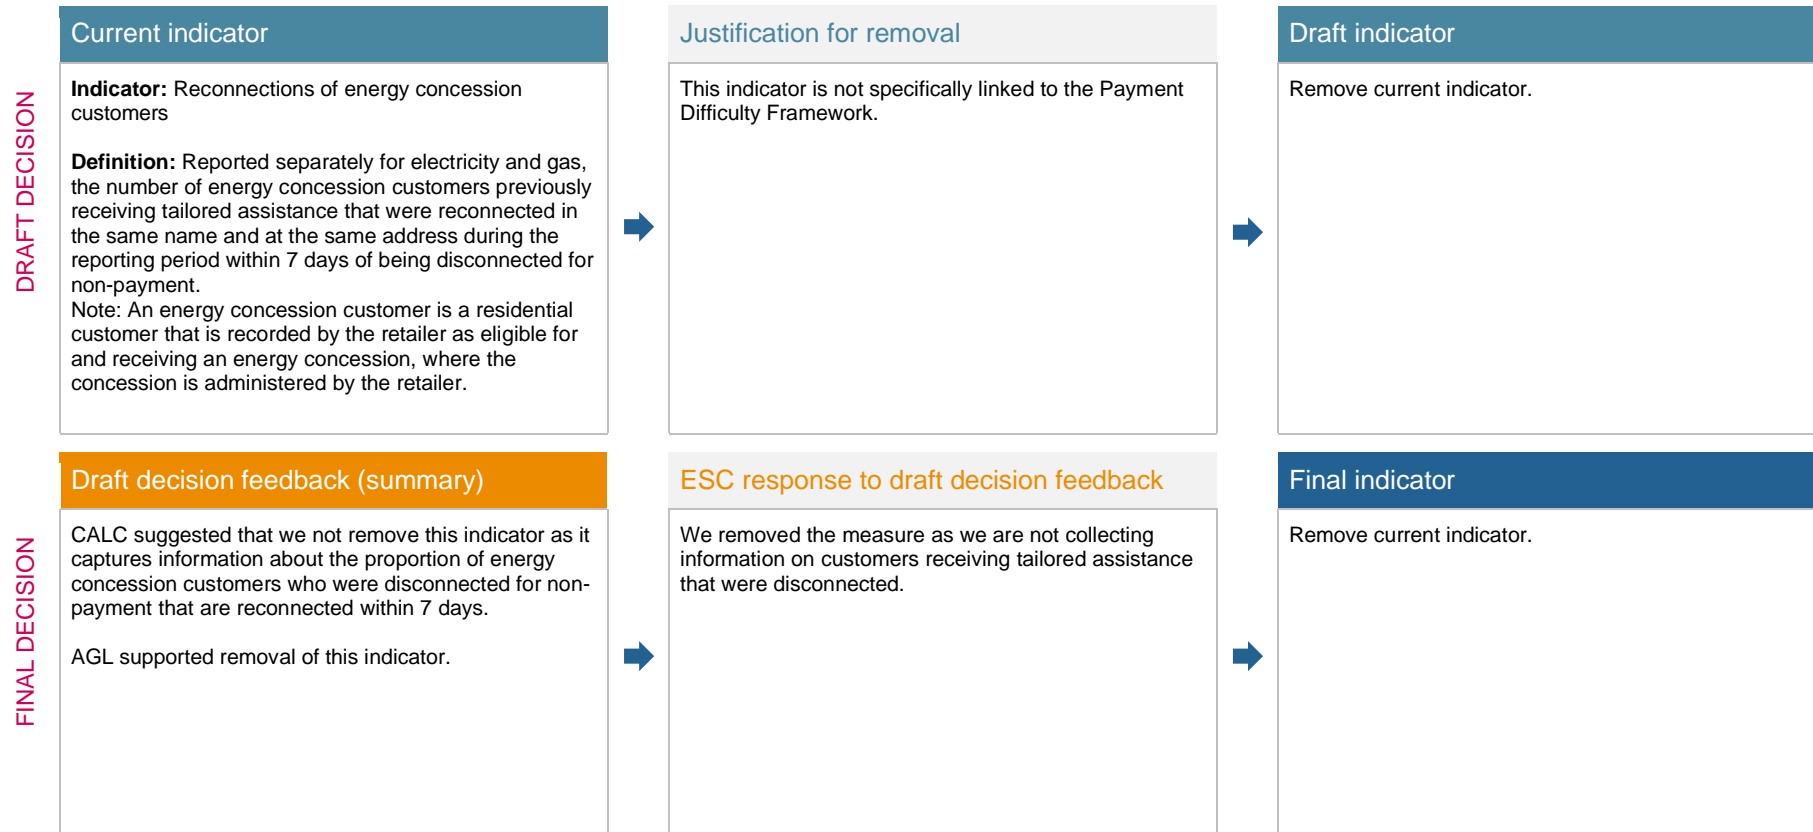 DRAFT DECISION
Current indicator
Indicator: Reconnections of energy concession
customers
Definition: Reported separately for electricity and gas,
the number of energy concession customers previously
receiving tailored assistance that were reconnected in
the same name and at the same address during the
reporting period within 7 days of being disconnected for
non-payment.
Note: An energy concession customer is a residential
customer that is recorded by the retailer as eligible for
and receiving an energy concession, where the
concession is administered by the retailer.
Justification for removal
This indicator is not specifically linked to the Payment
Difficulty Framework.
Draft indicator
Remove current indicator.
FINAL DECISION
Draft decision feedback (summary)
CALC suggested that we not remove this indicator as it
captures information about the proportion of energy
concession customers who were disconnected for non-
payment that are reconnected within 7 days.
AGL supported removal of this indicator.
ESC response to draft decision feedback
We removed the measure as we are not collecting
information on customers receiving tailored assistance
that were disconnected.
Final indicator
Remove current indicator.